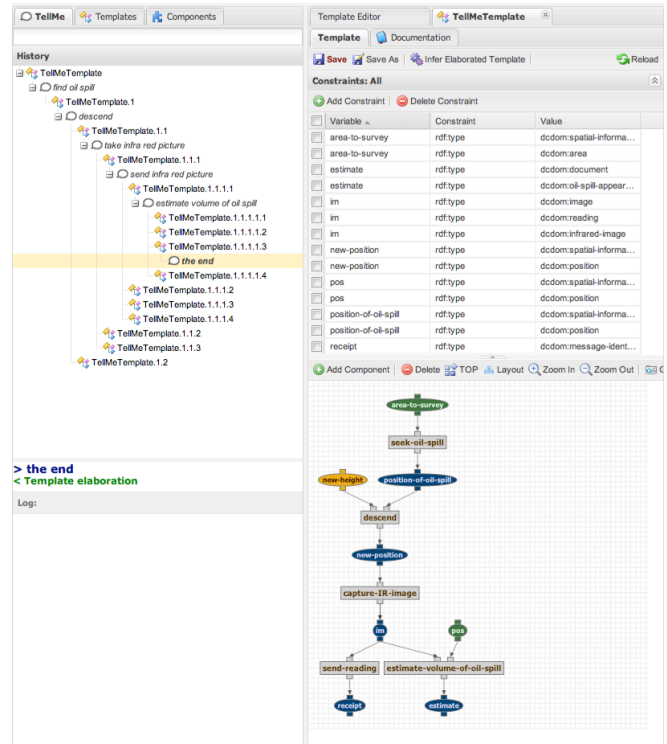 TellMe
Templates
Components
History
TellMeTemplate
find oil spill
TellMeTemplate.1
descend
TellMeTemplate.1.1
take infra red picture
TellMeTemplate.1.1.1
send infra red picture
TellMeTemplate.1.1.1.1
estimate volume of oil spill
TellMeTemplate.1.1.1.1.1
TellMeTemplate.1.1.1.1.2
TellMeTemplate.1.1.1.1.3
the end
TellMeTemplate.1.1.1.1.4
TellMeTemplate.1.1.1.2
TellMeTemplate.1.1.1.3
TellMeTemplate.1.1.1.4
TellMeTemplate.1.1.2
TellMeTemplate.1.1.3
TellMeTemplate.1.2
> the end
< Template elaboration
Log:
Template Editor
TellMeTemplate
Template
Documentation
Save Save As Infer Elaborated Template Reload
Constraints: All
Add Constraint Delete Constraint
Variable Constraint Value
area-to-survey rdf:type dcdom:spatial-informa...
area-to-survey rdf:type dcdom:area
estimate rdf:type dcdom:document
estimate rdf:type dcdom:oil-spill-appear...
im rdf:type dcdom:image
im rdf:type dcdom:reading
im rdf:type dcdom:infrared-image
new-position rdf:type dcdom:spatial-informa...
new-position rdf:type dcdom:position
pos rdf:type dcdom:spatial-informa...
pos rdf:type dcdom:position
position-of-oil-spill rdf:type dcdom:spatial-informa...
position-of-oil-spill rdf:type dcdom:position
receipt rdf:type dcdom:message-ident...
Add Component Delete TOP Layout Zoom In Zoom Out
area-to-survey
seek-oil-spill
new-height position-of-oil-spill
descend
new-position
capture-IR-image
im pos
send-reading estimate-volume-of-oil-spill
receipt estimate